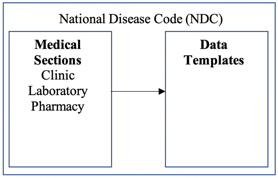 National Disease Code (NDC)
Medical
Sections
Clinic
Laboratory
Pharmacy
Data
Templates